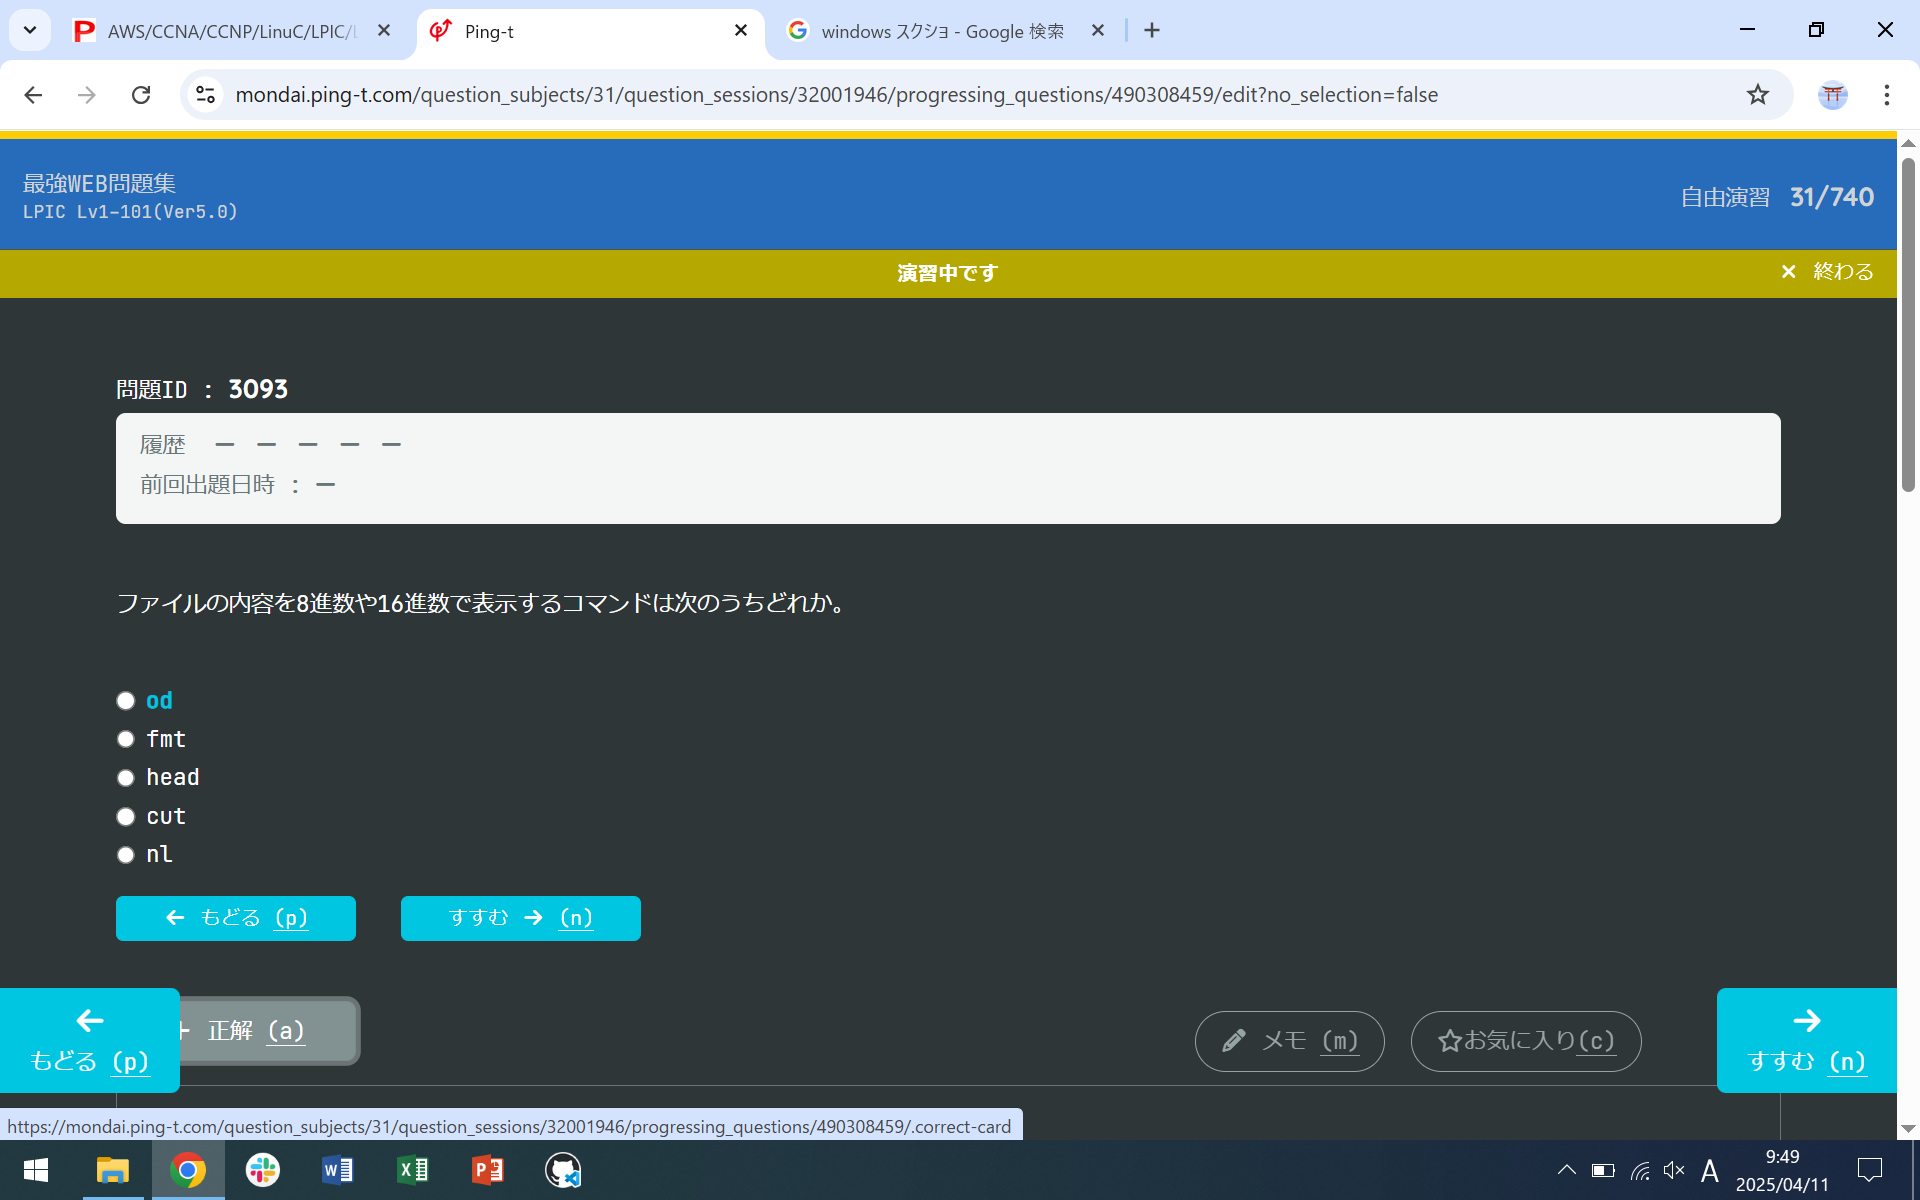 AWS/CCNA/CCNP/LinuC/LPIC/
Ping-t
windows スクショ - Google 検索
mondai.ping-t.com/question_subjects/31/question_sessions/32001946/progressing_questions/490308459/edit?no_selection=false
最強WEB問題集
LPIC Lv1-101(Ver5.0)
自由演習 31/740
演習中です
× 終わる
問題ID : 3093
履歴 ー ー ー ー ー
前回出題日時 : ー
ファイルの内容を8進数や16進数で表示するコマンドは次のうちどれか。
od
fmt
head
cut
nl
← もどる (p)
すすむ → (n)
← もどる (p)
正解 (a)
メモ (m)
☆お気に入り(c)
→ すすむ (n)
https://mondai.ping-t.com/question_subjects/31/question_sessions/32001946/progressing_questions/490308459/.correct-card
A
9:49
2025/04/11